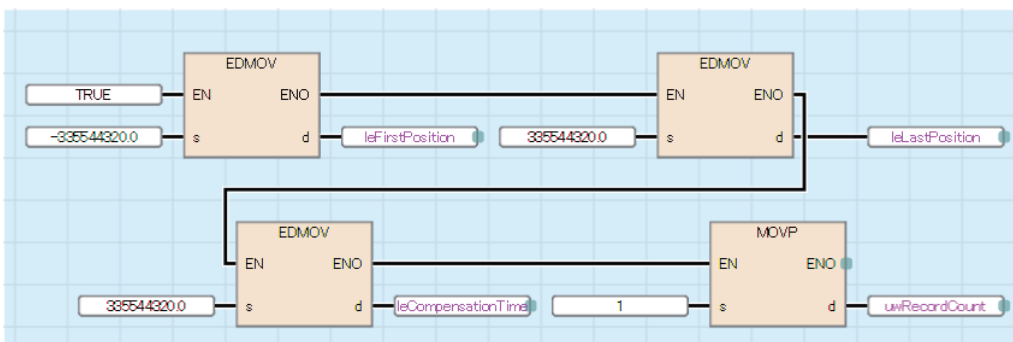 EDMOV EDMOV
TRUE EN ENO EN ENO
-335544320.0 s d leFirstPosition 335544320.0 s d leLastPosition
EDMOV MOVP
EN ENO EN ENO
335544320.0 s d leCompensationTime 1 s d uwRecordCount